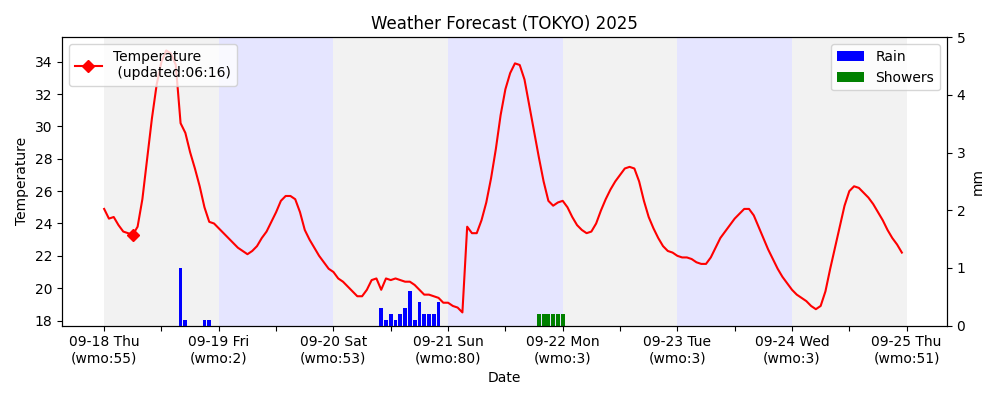 Weather Forecast (TOKYO) 2025
Temperature
(updated:06:16)
Rain
Showers
Temperature
34
32
30
28
26
24
22
20
18
5
4
3
2
1
0
mm
09-18 Thu
(wmo:55)
09-19 Fri
(wmo:2)
09-20 Sat
(wmo:53)
09-21 Sun
(wmo:80)
09-22 Mon
(wmo:3)
09-23 Tue
(wmo:3)
09-24 Wed
(wmo:3)
09-25 Thu
(wmo:51)
Date